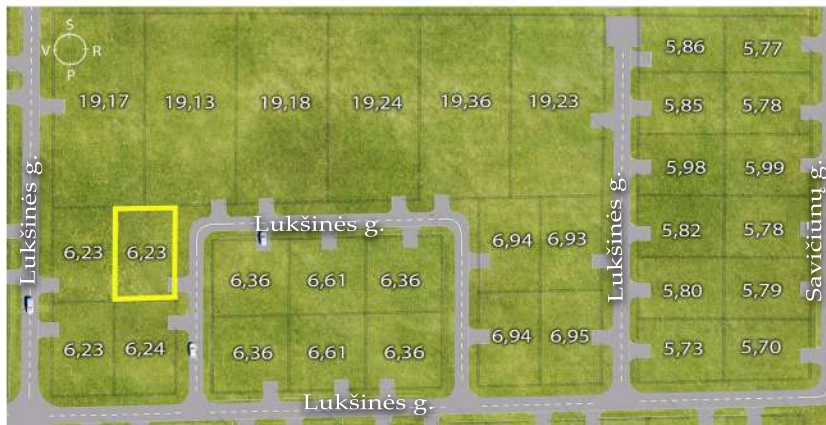 S
V R
P
19,17 19,13 19,18 19,24 19,36 19,23
5,86 5,77
5,85 5,78
5,98 5,99
5,82 5,78
5,80 5,79
5,73 5,70
Lukšinės g.
Lukšinės g.
Lukšinės g.
Savičiūnų g.
6,23 6,23
6,23 6,24
6,36 6,61 6,36
6,36 6,61 6,36
6,94 6,93
6,94 6,95
Lukšinės g.